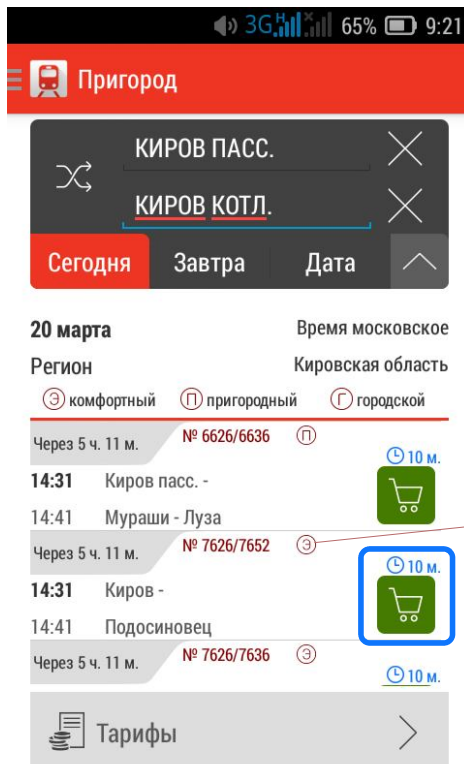 3G H 65% 9:21
Пригород
КИРОВ ПАСС.
КИРОВ КОТЛ.
Сегодня Завтра Дата
20 марта Время московское
Регион Кировская область
Э комфортный П пригородный Г городской
Через 5 ч. 11 м. № 6626/6636 П
10 м.
14:31 Киров пасс. -
14:41 Мураши - Луза
Через 5 ч. 11 м. № 7626/7652 Э
10 м.
14:31 Киров -
14:41 Подосиновец
Через 5 ч. 11 м. № 7626/7636 Э
10 м.
Тарифы